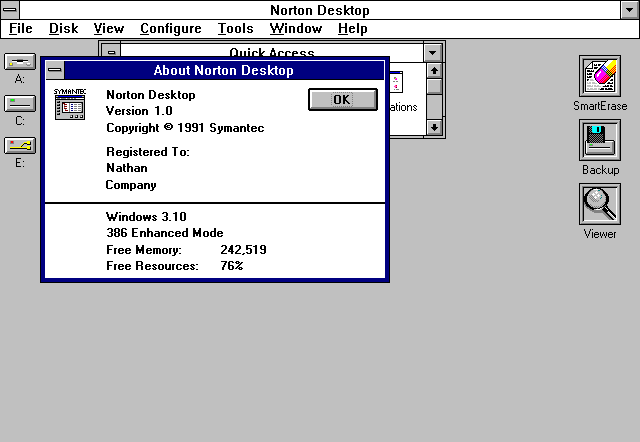 Norton Desktop
File Disk View Configure Tools Window Help
Quick Access
A:
C:
E:
About Norton Desktop
SYMANTEC
Norton Desktop
Version 1.0
Copyright © 1991 Symantec
OK
Registered To:
Nathan
Company
Windows 3.10
386 Enhanced Mode
Free Memory: 242,519
Free Resources: 76%
ations
SmartErase
Backup
Viewer